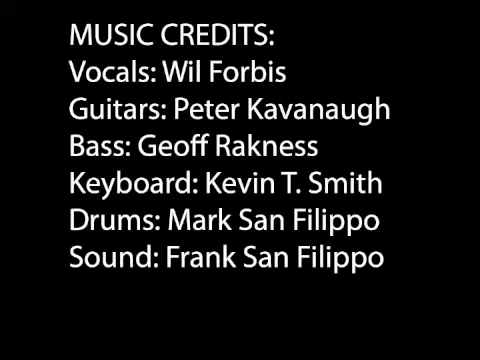 MUSIC CREDITS:
Vocals: Wil Forbis
Guitars: Peter Kavanaugh
Bass: Geoff Rakness
Keyboard: Kevin T. Smith
Drums: Mark San Filippo
Sound: Frank San Filippo